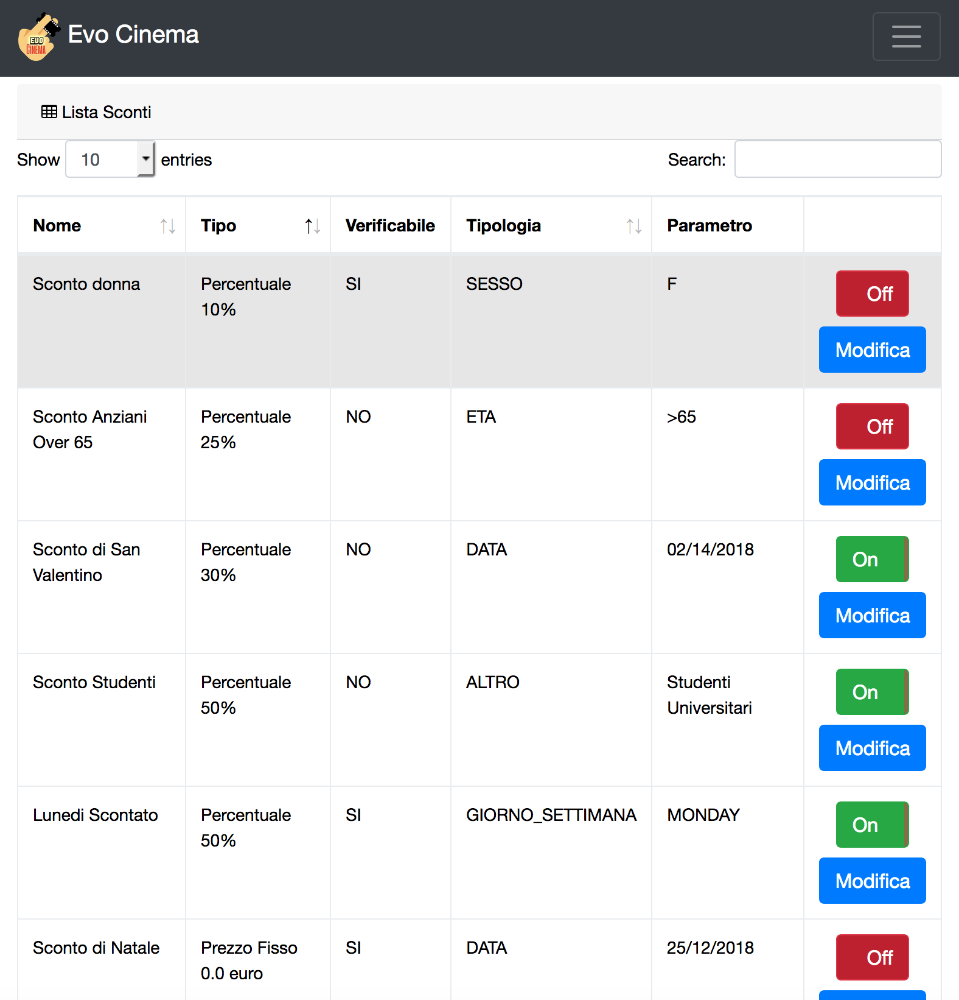 EVO
CINEMA
Evo Cinema
Lista Sconti
Show 10 entries Search:
Nome Tipo Verificabile Tipologia Parametro
Sconto donna Percentuale SI SESSO F Off
10%
Modifica
Sconto Anziani Percentuale NO ETA >65 Off
Over 65 25%
Modifica
Sconto di San Percentuale NO DATA 02/14/2018 On
Valentino 30%
Modifica
Sconto Studenti Percentuale NO ALTRO Studenti On
50% Universitari
Modifica
Lunedi Scontato Percentuale SI GIORNO_SETTIMANA MONDAY On
50%
Modifica
Sconto di Natale Prezzo Fisso SI DATA 25/12/2018 Off
0.0 euro